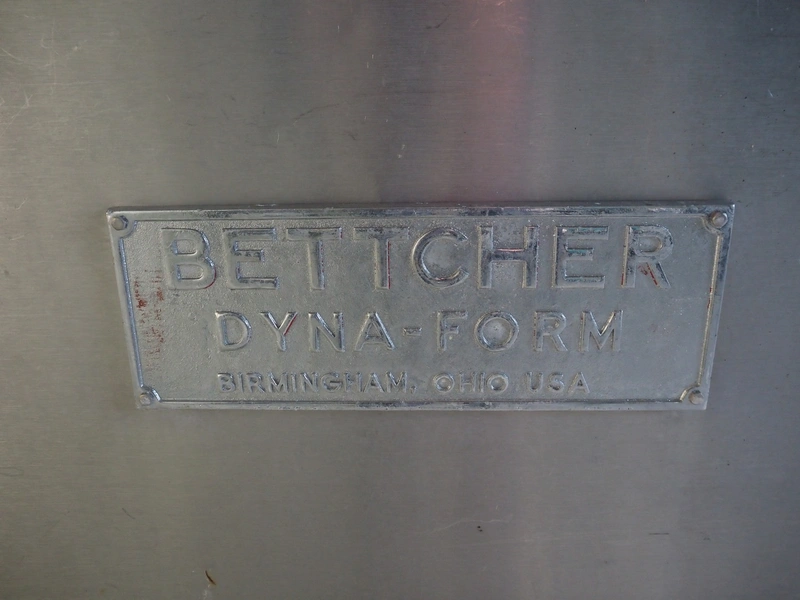 BETTCHER
DYNA-FORM
BIRMINGHAM, OHIO USA